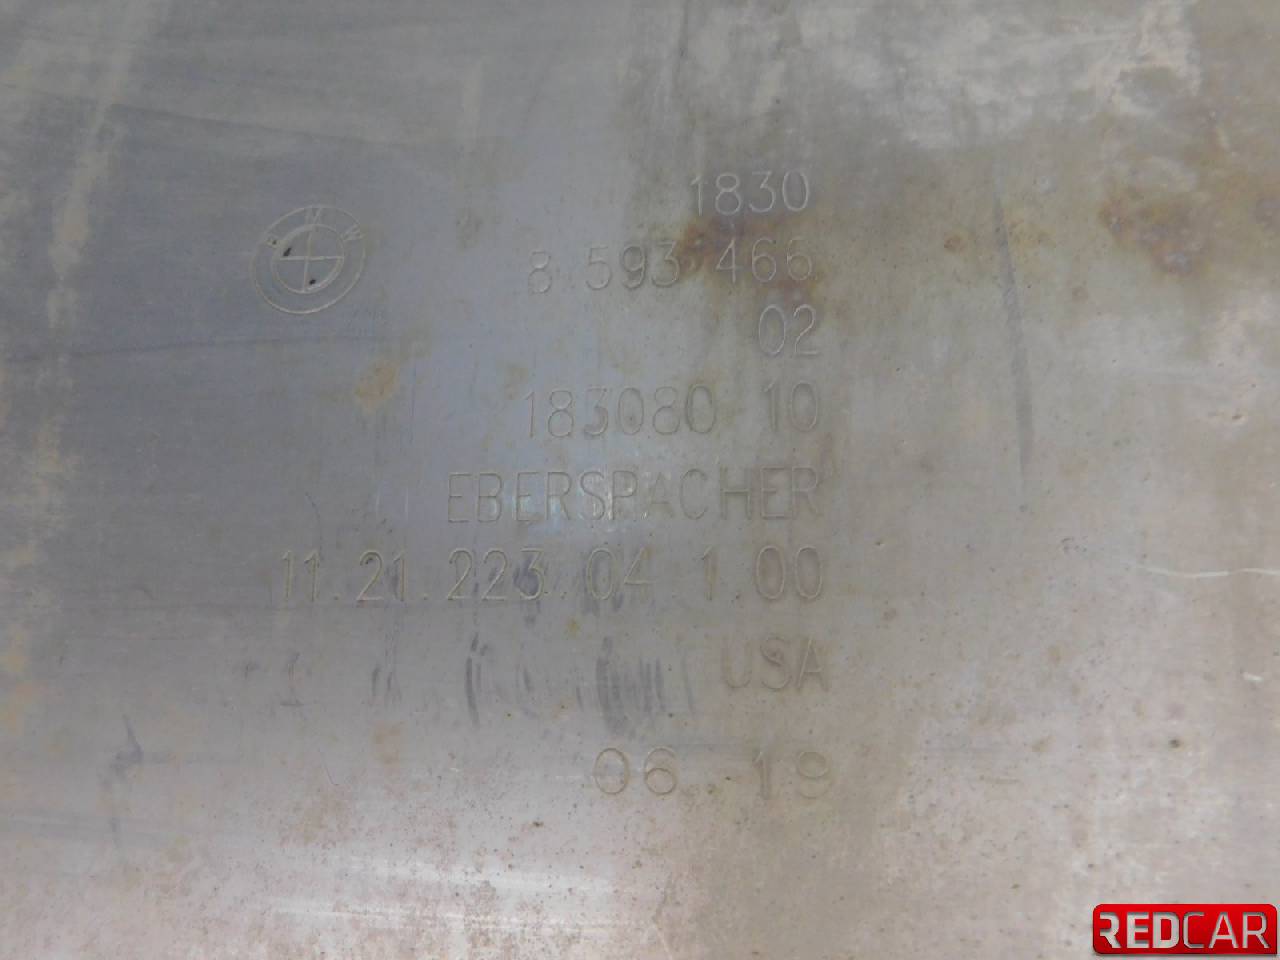 BMW
1830
8 593 466
02
183080 10
EBERSPACHER
11.21.223.04 1.00
USA
06.19
REDCAR